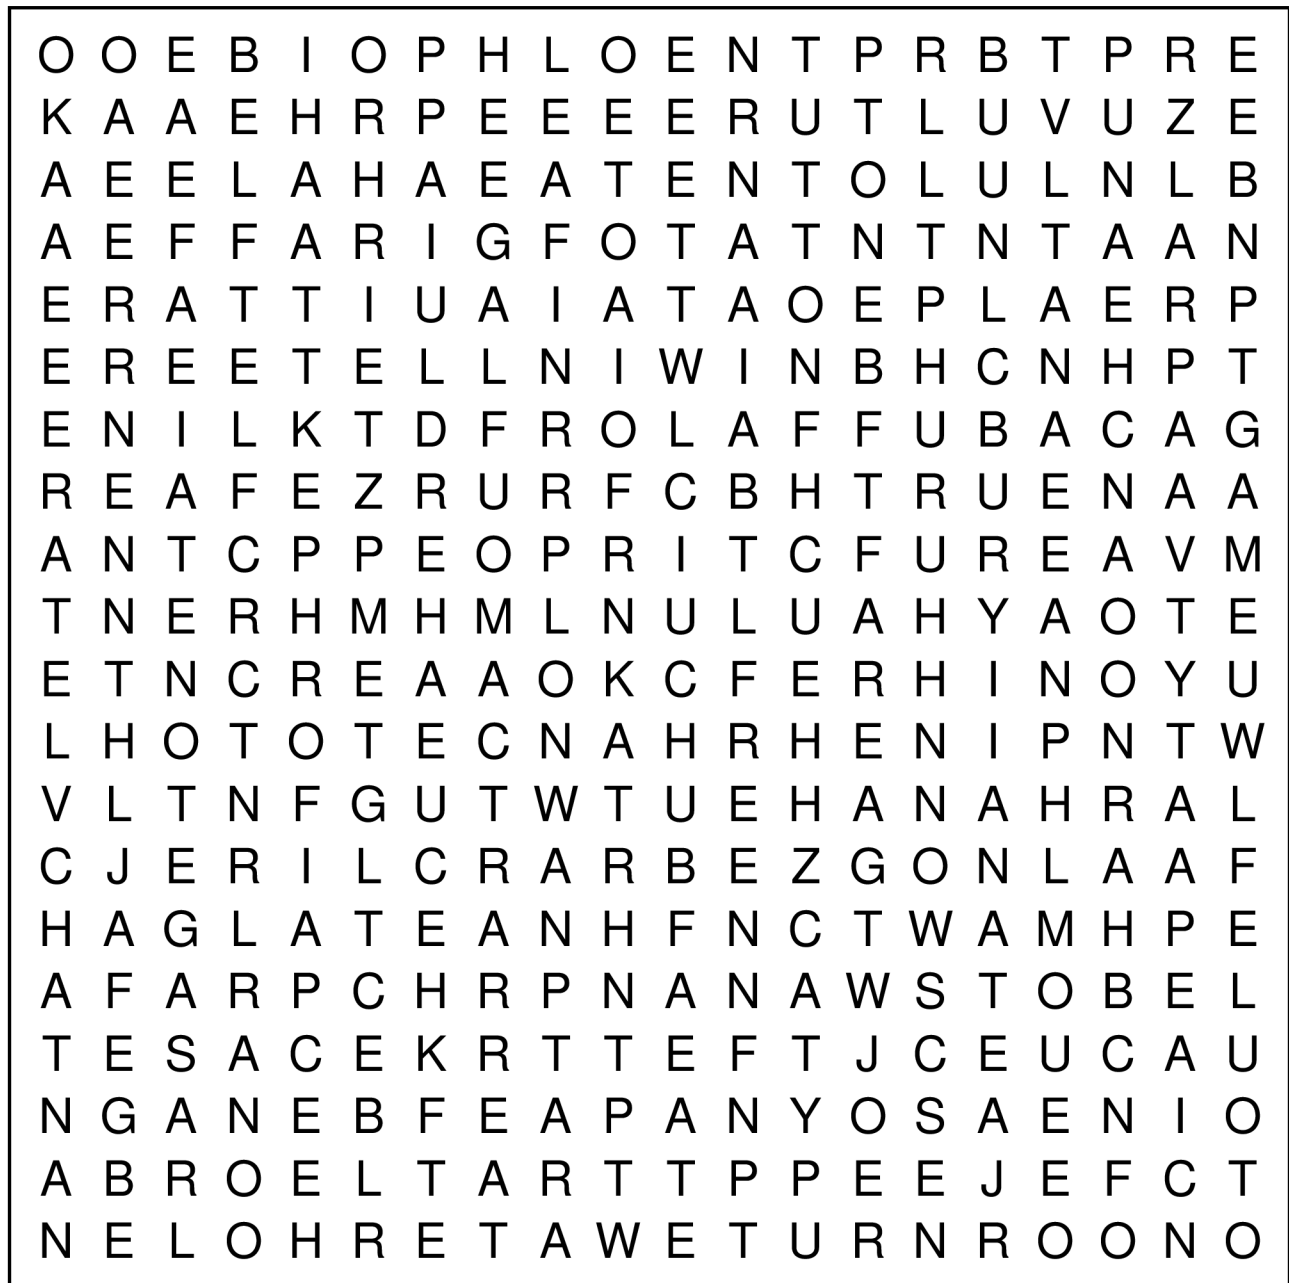 O O E B I O P H L O E N T P R B T P R E
K A A E H R P E E E E R U T L U V U Z E
A E E L A H A E A T E N T O L U L N L B
A E F F A R I G F O T A T N T N T A A N
E R A T T I U A I A T A O E P L A E R P
E R E E T E L L N I W I N B H C N H P T
E N I L K T D F R O L A F F U B A C A G
R E A F E Z R U R F C B H T R U E N A A
A N T C P P E O P R I T C F U R E A V M
T N E R H M H M L N U L U A H Y A O T E
E T N C R E A A O K C F E R H I N O Y U
L H O T O T E C N A H R H E N I P N T W
V L T N F G U T W T U E H A N A H R A L
C J E R I L C R A R B E Z G O N L A A F
H A G L A T E A N H F N C T W A M H P E
A F A R P C H R P N A N A W S T O B E L
T E S A C E K R T T E F T J C E U C A U
N G A N E B F E A P A N Y O S A E N I O
A B R O E L T A R T T P P E E J E F C T
N E L O H R E T A W E T U R N R O O N O